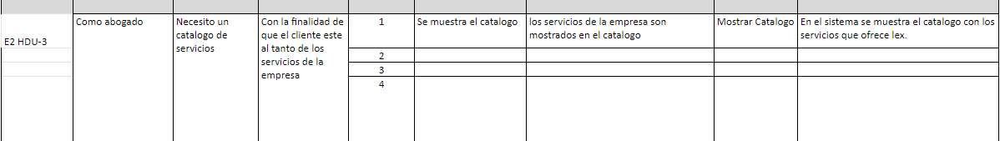 E2 HDU-3
Como abogado
Necesito un
catalogo de
servicios
Con la finalidad de
que el cliente este
al tanto de los
servicios de la
empresa
1
Se muestra el catalogo
los servicios de la empresa son
mostrados en el catalogo
Mostrar Catalogo
En el sistema se muestra el catalogo con los
servicios que ofrece lex.
2
3
4